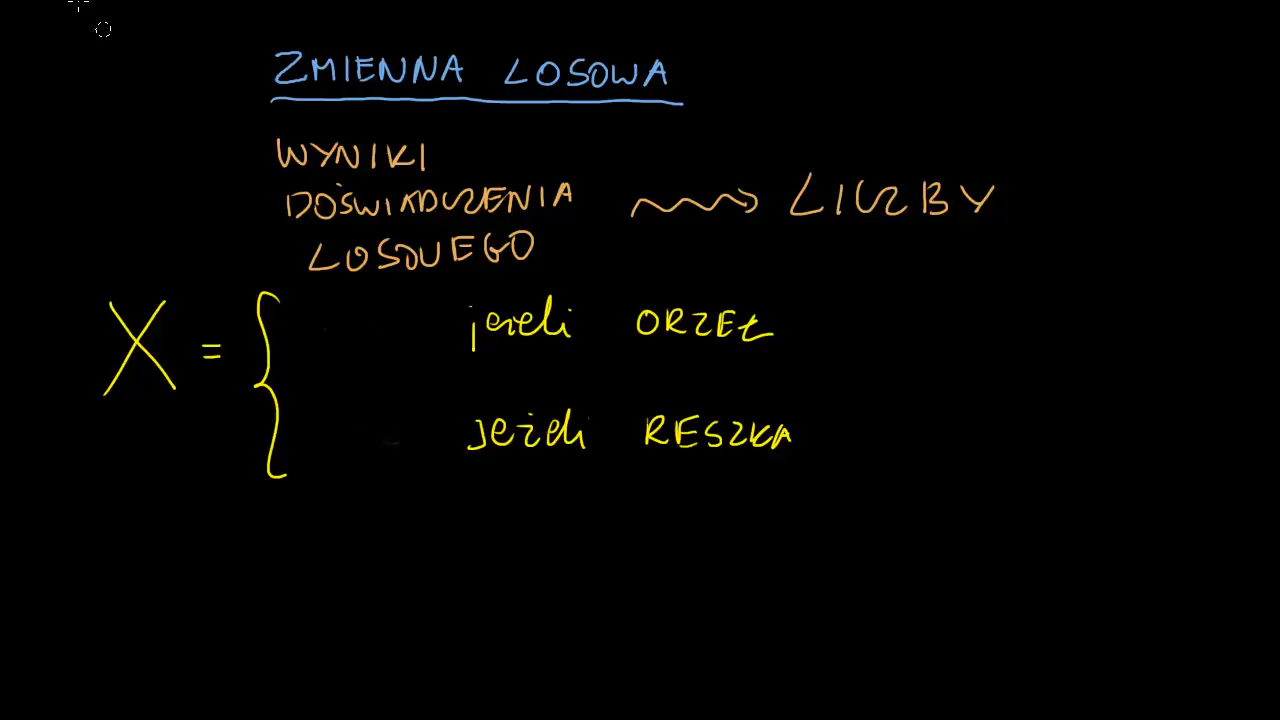 ZMIENNA LOSOWA
WYNIKI
DOŚWIADCZENIA LICZBY
LOSOWEGO
X = { jeżeli ORZEŁ
jeżeli RESZKA